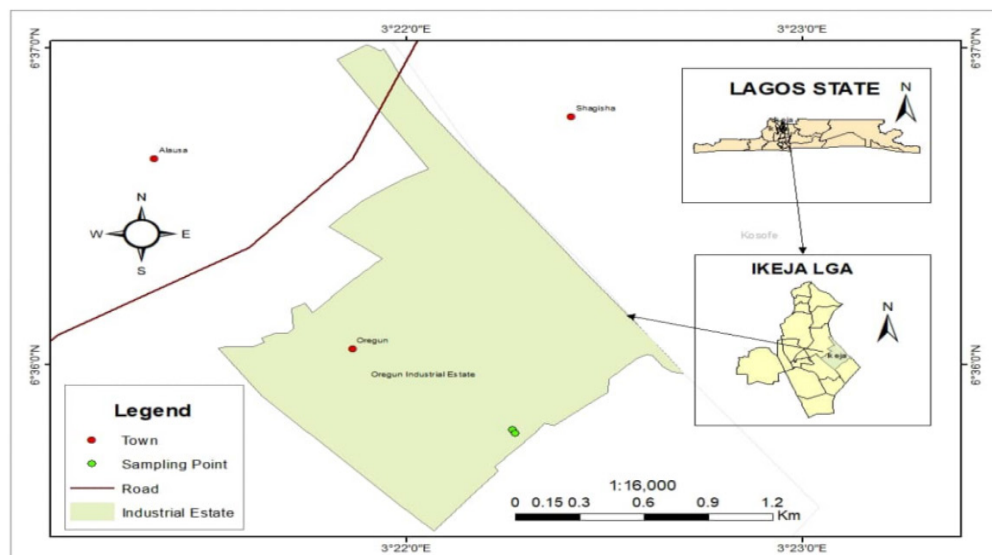 3°22'0"E
3°23'0"E
6°37'0"N
6°37'0"N
LAGOS STATE
N
Ikeja
Shagisha
Alausa
N
W
E
S
Kosofe
IKEJA LGA
N
Ikeja
Oregun
Oregun Industrial Estate
6°36'0"N
6°36'0"N
Legend
Town
Sampling Point
Road
Industrial Estate
1:16,000
0 0.15 0.3 0.6 0.9 1.2
Km
3°22'0"E
3°23'0"E